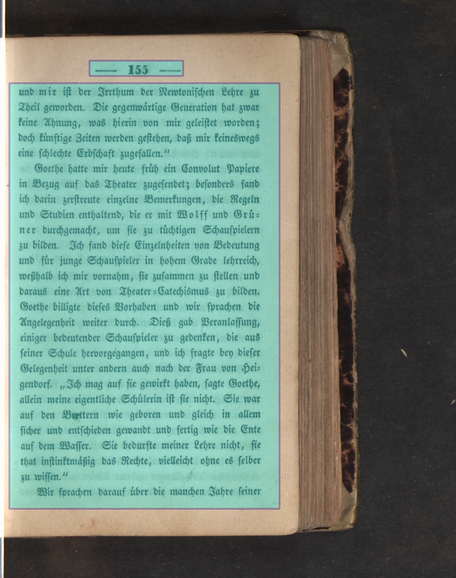 — 155 —
und mir ist der Irrthum der Newtonischen Lehre zu
Theil geworden. Die gegenwärtige Generation hat zwar
keine Ahnung, was hierin von mir geleistet worden;
doch künftige Zeiten werden gestehen, daß mir keineswegs
eine schlechte Erbschaft zugefallen.“
Goethe hatte mir heute früh ein Convolut Papiere
in Bezug auf das Theater zugesendet; besonders fand
ich darin zerstreute einzelne Bemerkungen, die Regeln
und Studien enthaltend, die er mit Wolff und Grü-
ner durchgemacht, um sie zu tüchtigen Schauspielern
zu bilden. Ich fand diese Einzelnheiten von Bedeutung
und für junge Schauspieler in hohem Grade lehrreich,
weßhalb ich mir vornahm, sie zusammen zu stellen und
daraus eine Art von Theater-Catechismus zu bilden.
Goethe billigte dieses Vorhaben und wir sprachen die
Angelegenheit weiter durch. Dieß gab Veranlassung,
einiger bedeutender Schauspieler zu gedenken, die aus
seiner Schule hervorgegangen, und ich fragte bey dieser
Gelegenheit unter andern auch nach der Frau von Hei-
gendorf. „Ich mag auf sie gewirkt haben, sagte Goethe,
allein meine eigentliche Schülerin ist sie nicht. Sie war
auf den Brettern wie geboren und gleich in allem
sicher und entschieden gewandt und fertig wie die Ente
auf dem Wasser. Sie bedurfte meiner Lehre nicht, sie
that instinktmäßig das Rechte, vielleicht ohne es selber
zu wissen.“
Wir sprachen darauf über die manchen Jahre seiner